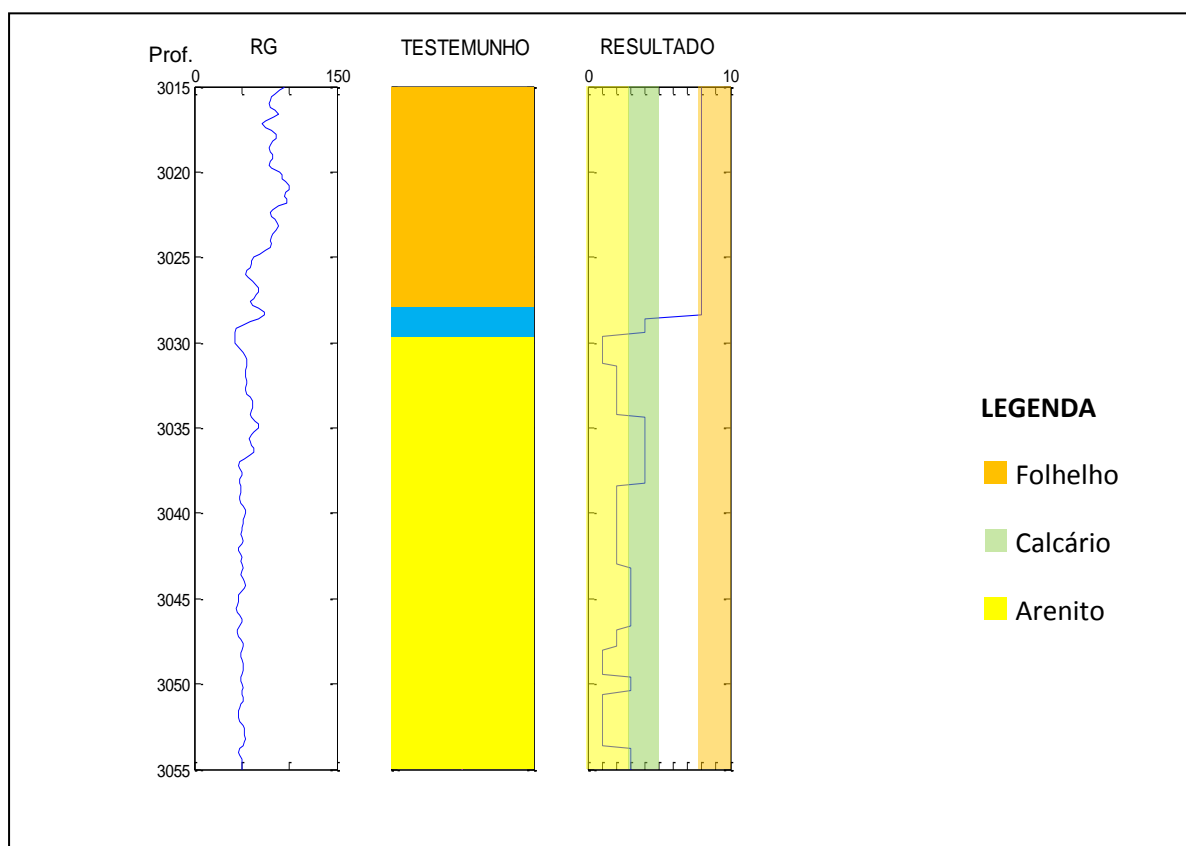 Prof. RG TESTEMUNHO RESULTADO
0 150 0 10
3015
3020
3025
3030
3035
3040
3045
3050
3055
LEGENDA
Folhelho
Calcário
Arenito